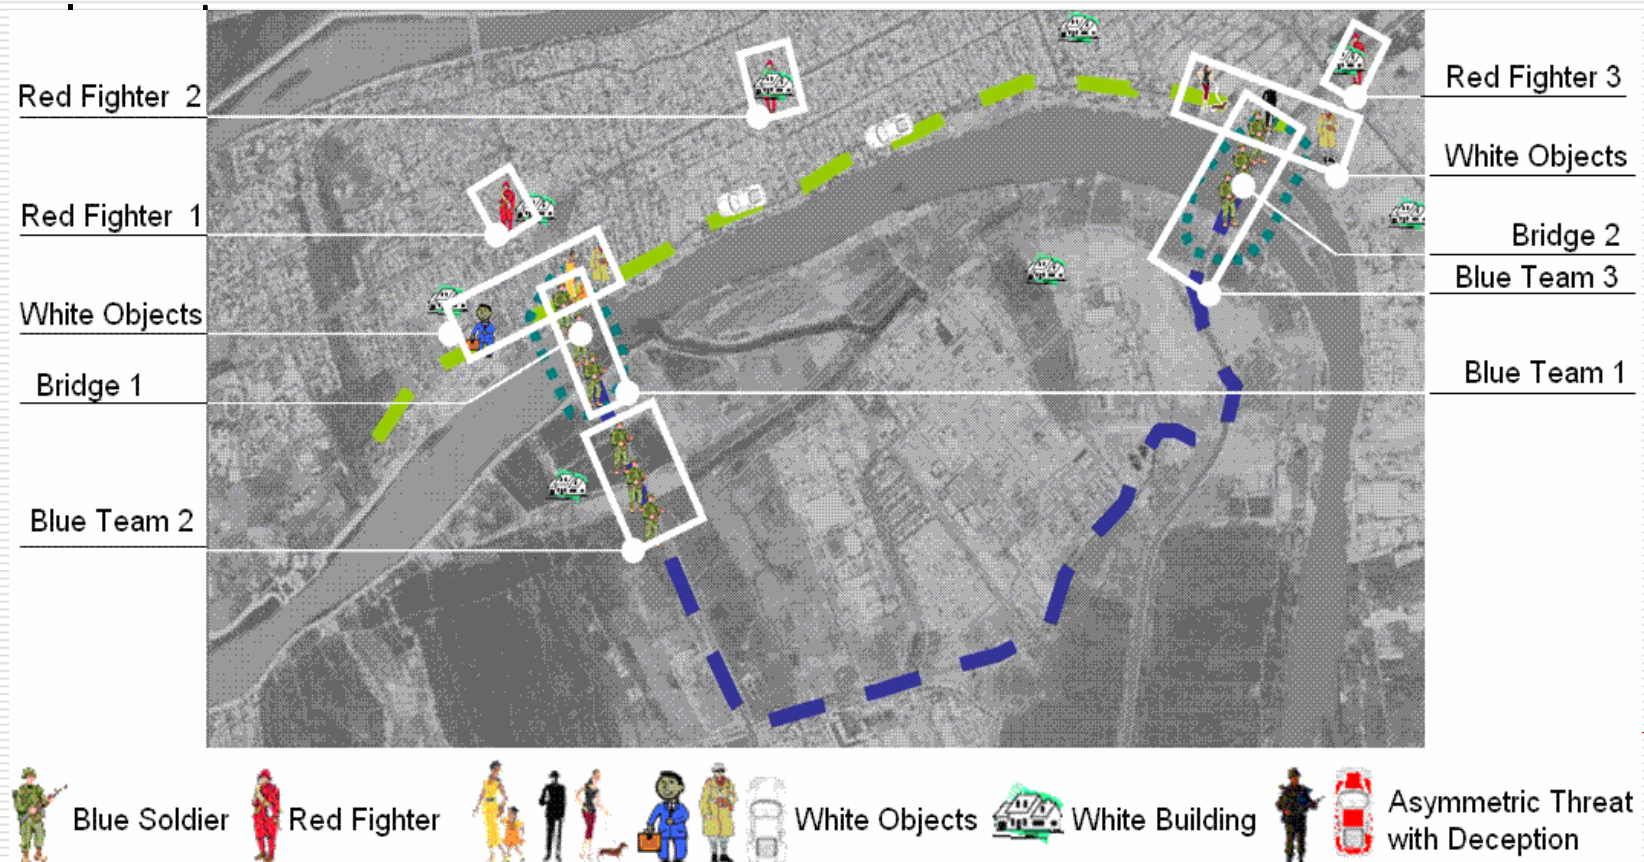 Red Fighter 2
Red Fighter 1
White Objects
Bridge 1
Blue Team 2
Red Fighter 3
White Objects
Bridge 2
Blue Team 3
Blue Team 1
Blue Soldier
Red Fighter
White Objects
White Building
Asymmetric Threat
with Deception